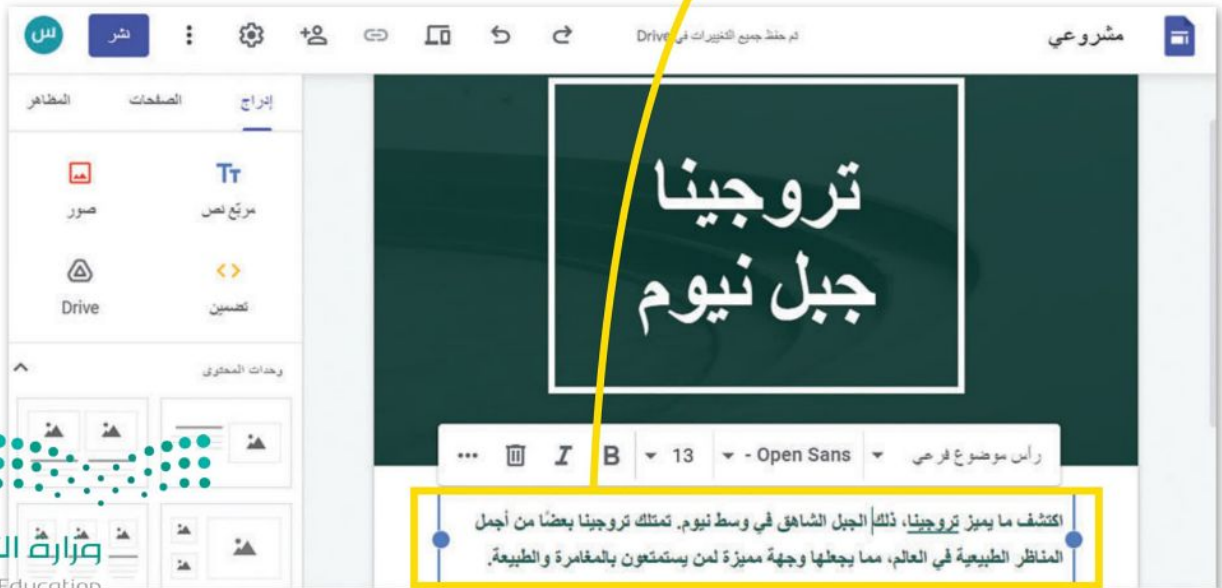 مشروعي
تم حفظ جميع التغييرات في Drive
نشر
س
إدراج
الصفحات
المظاهر
مربّع نص
صور
تضمين
Drive
وحدات المحتوى
تروجينا
جبل نيوم
رأس موضوع فرعي
Open Sans -
13
B
I
اكتشف ما يميز تروجينا، ذلك الجبل الشاهق في وسط نيوم. تمتلك تروجينا بعضًا من أجمل
المناظر الطبيعية في العالم، مما يجعلها وجهة مميزة لمن يستمتعون بالمغامرة والطبيعة.
وزارة
Education